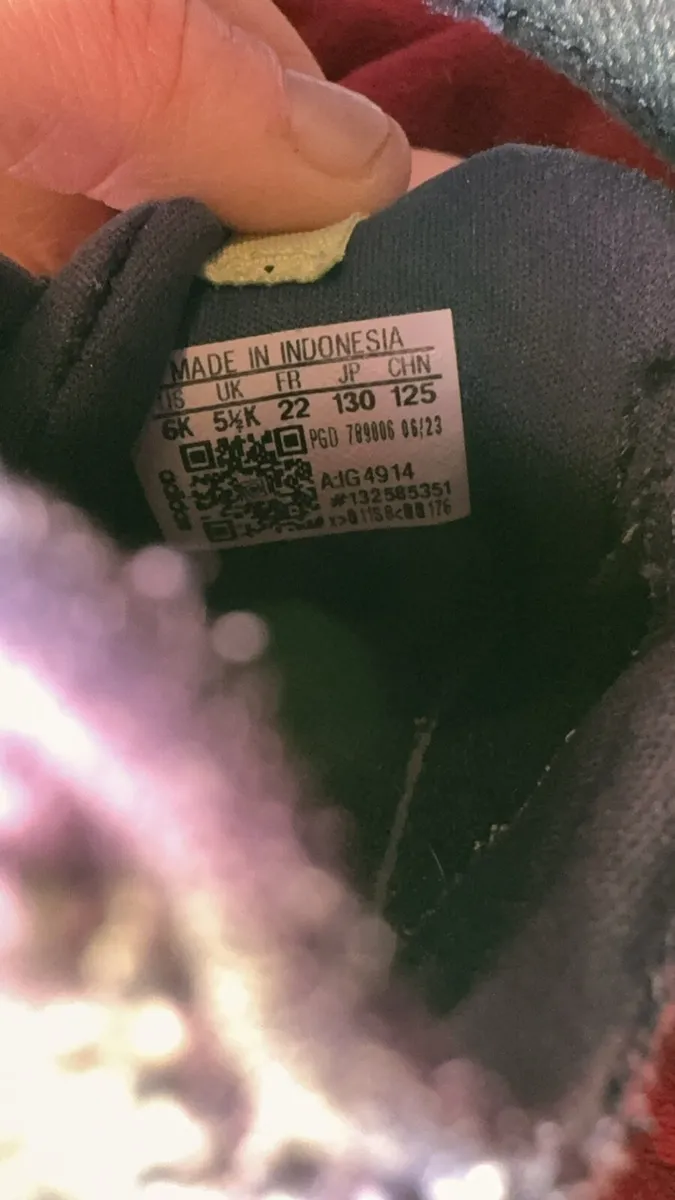 MADE IN INDONESIA
US UK FR JP CHN
6K 5½K 22 130 125
PGD 789006 06/23
adidas
A:IG4914
#132585351